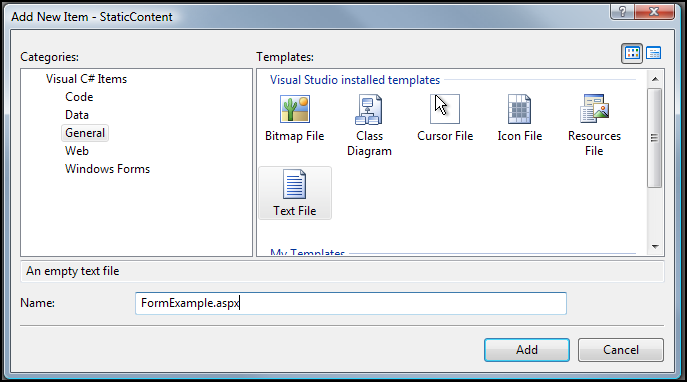 Add New Item - StaticContent
Categories:
Templates:
Visual C# Items
Code
Data
General
Web
Windows Forms
Visual Studio installed templates
Bitmap File
Class Diagram
Cursor File
Icon File
Resources File
Text File
My Templates
An empty text file
Name:
FormExample.aspx
Add
Cancel